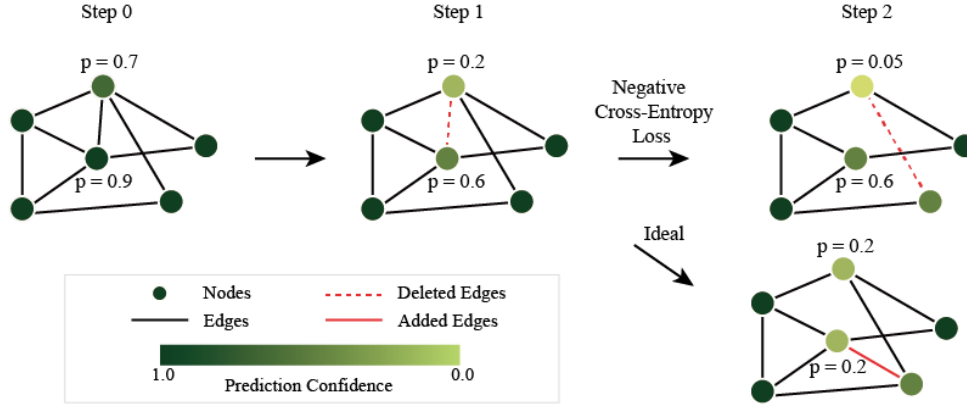 Step 0
Step 1
Step 2
p = 0.7
p = 0.9
p = 0.2
p = 0.6
Negative
Cross-Entropy
Loss
p = 0.05
p = 0.6
Ideal
p = 0.2
p = 0.2
Nodes
Deleted Edges
Edges
Added Edges
1.0
0.0
Prediction Confidence